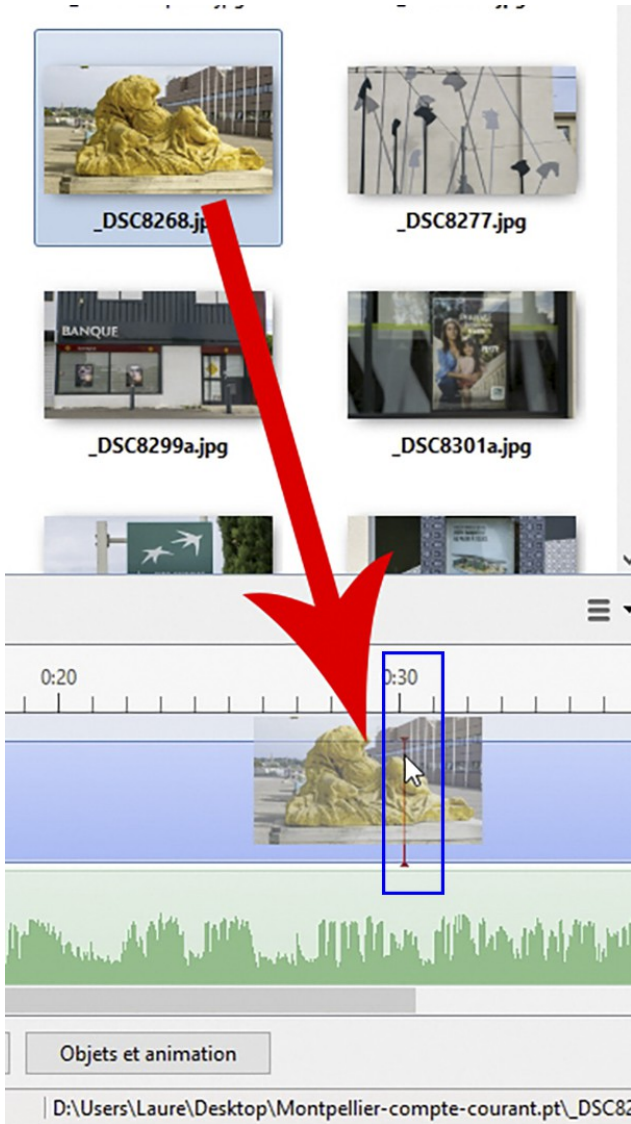 _DSC8268.jp
_DSC8277.jpg
BANQUE
_DSC8299a.jpg
_DSC8301a.jpg
0:20
0:30
Objets et animation
D:\Users\Laure\Desktop\Montpellier-compte-courant.pt\_DSC82